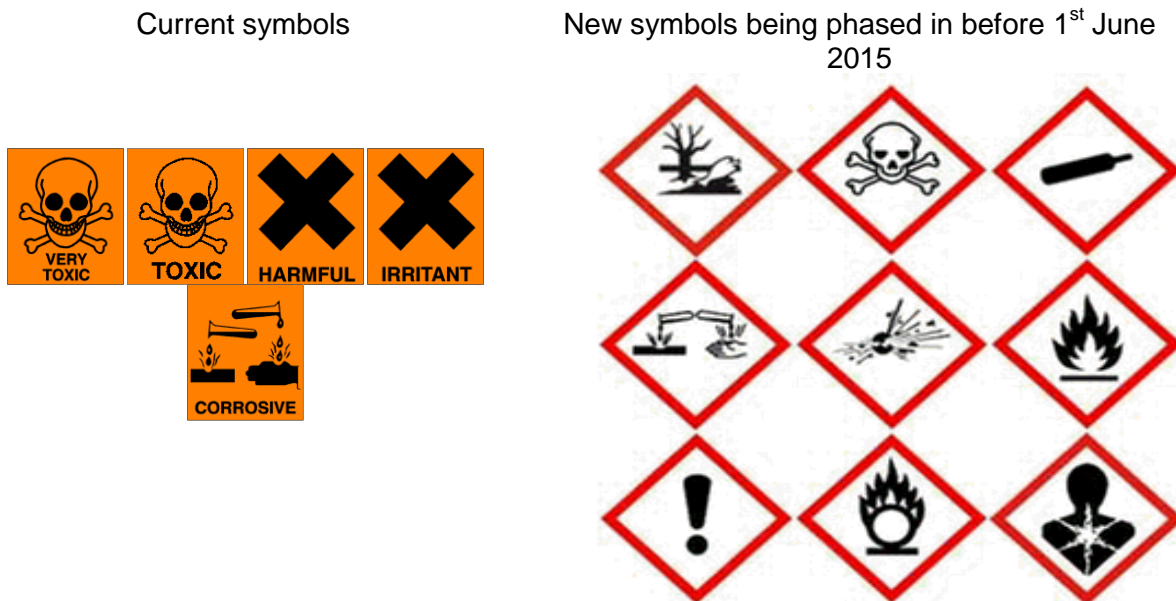 Current symbols
New symbols being phased in before 1st June
2015
VERY
TOXIC
TOXIC
HARMFUL
IRRITANT
CORROSIVE